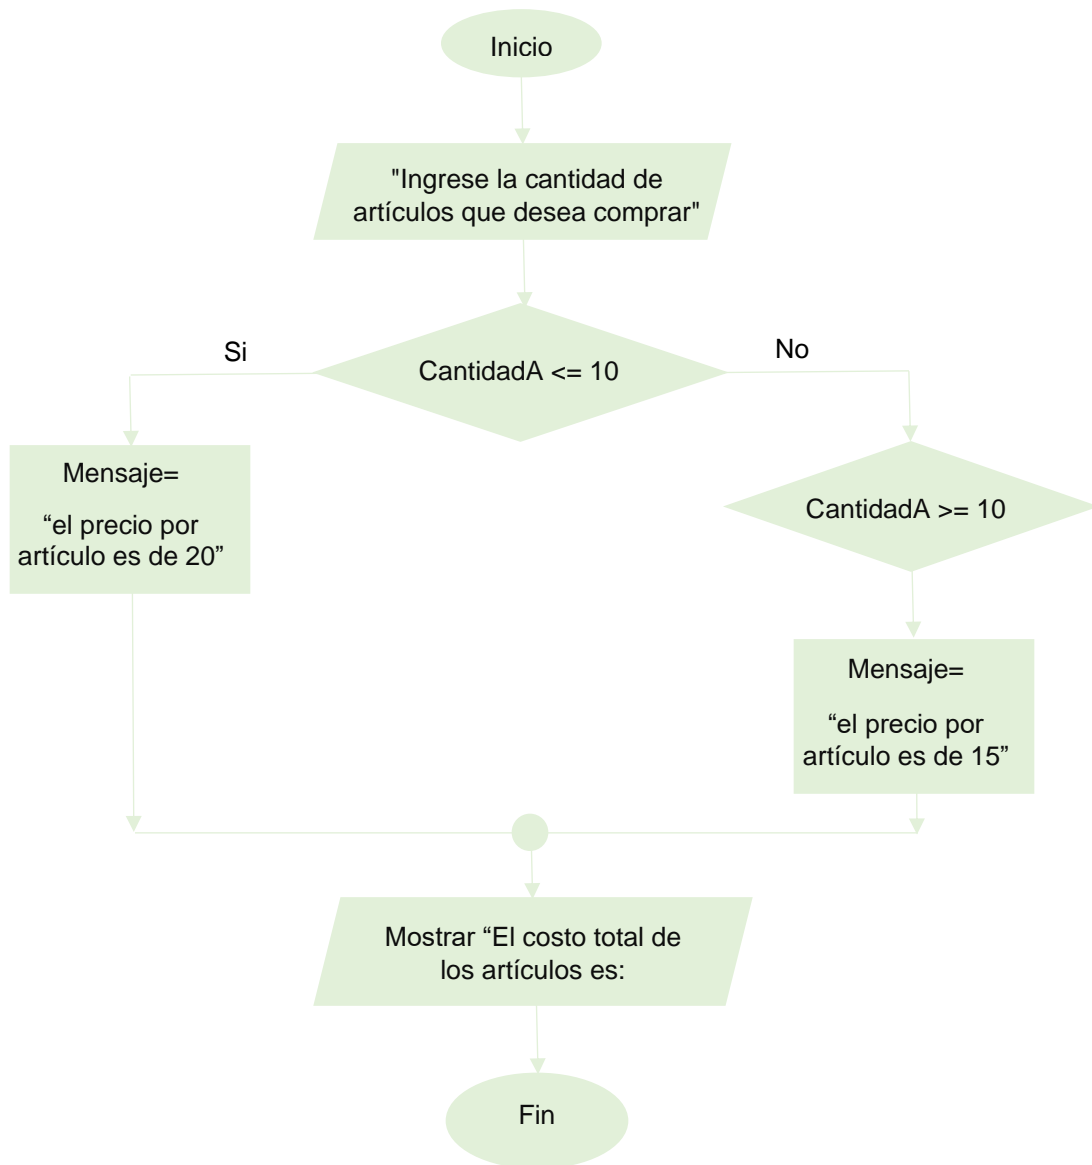 Inicio
"Ingrese la cantidad de
artículos que desea comprar"
Si
No
CantidadA <= 10
Mensaje=
“el precio por
artículo es de 20”
CantidadA >= 10
Mensaje=
“el precio por
artículo es de 15”
Mostrar “El costo total de
los artículos es:
Fin